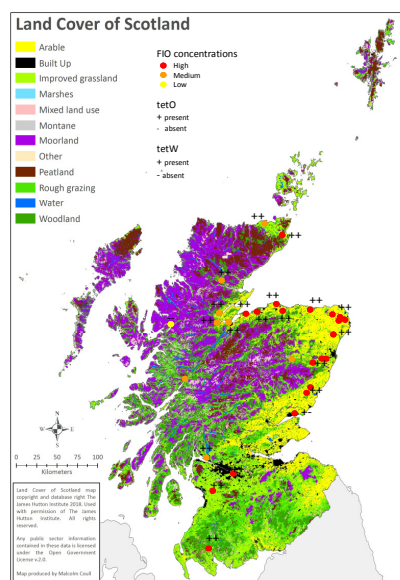 Land Cover of Scotland
Arable
Built Up
Improved grassland
Marshes
Mixed land use
Montane
Moorland
Other
Peatland
Rough grazing
Water
Woodland
FIO concentrations
High
Medium
Low
tetO
+ present
- absent
tetW
+ present
- absent
N
W
E
S
0 25 50 75 100
Kilometers
Land Cover of Scotland map
copyright and database right The
James Hutton Institute 2018. Used
with permission of The James
Hutton Institute. All rights
reserved.
Any public sector information
contained in these data is licensed
under the Open Government
License v.2.0.
Map produced by Malcolm Coull